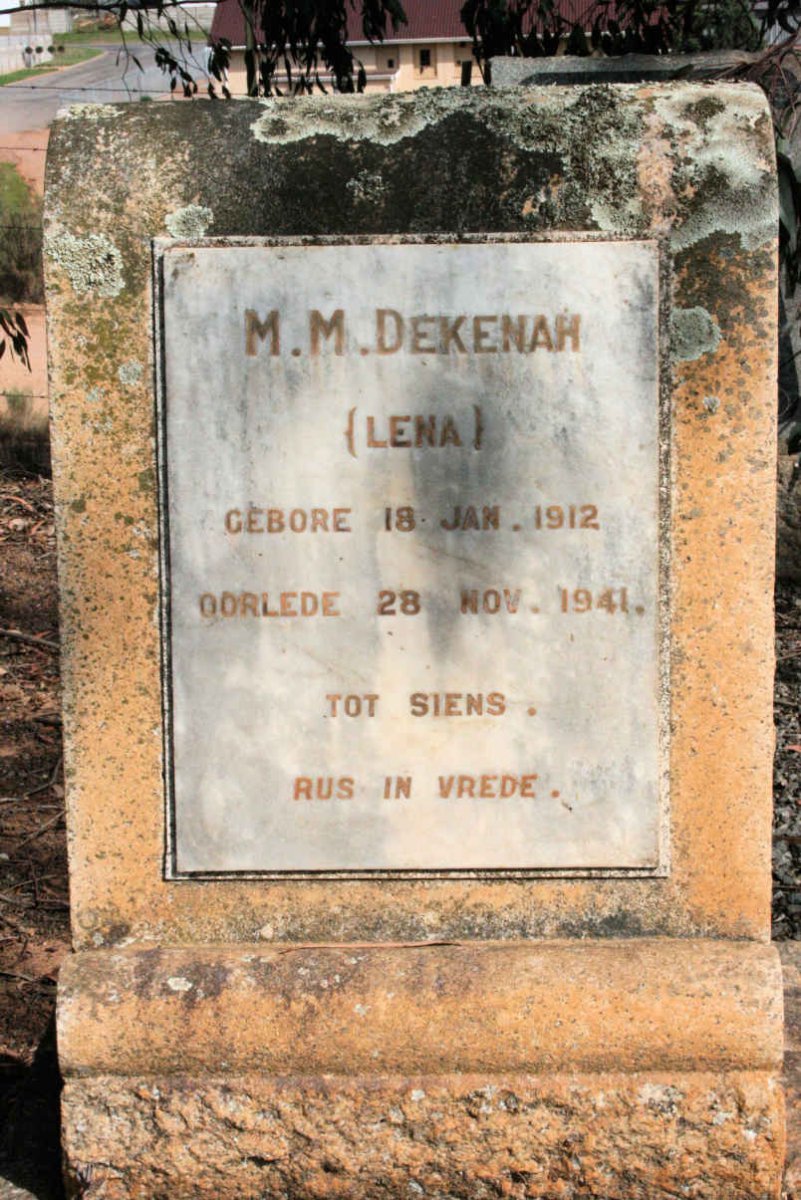 M. M. DEKENAH
{LENA}
GEBORE 18 JAN. 1912
OORLEDE 28 NOV. 1941.
TOT SIENS.
RUS IN VREDE.